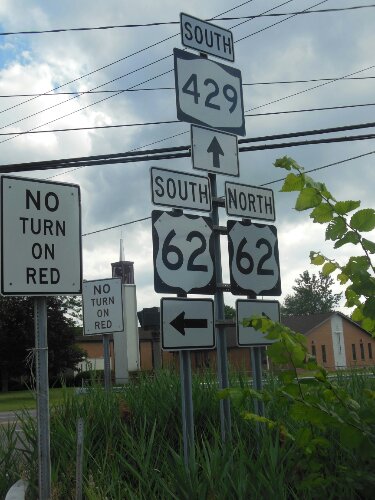 SOUTH
429
SOUTH
NORTH
62
62
NO
TURN
ON
RED
NO
TURN
ON
RED